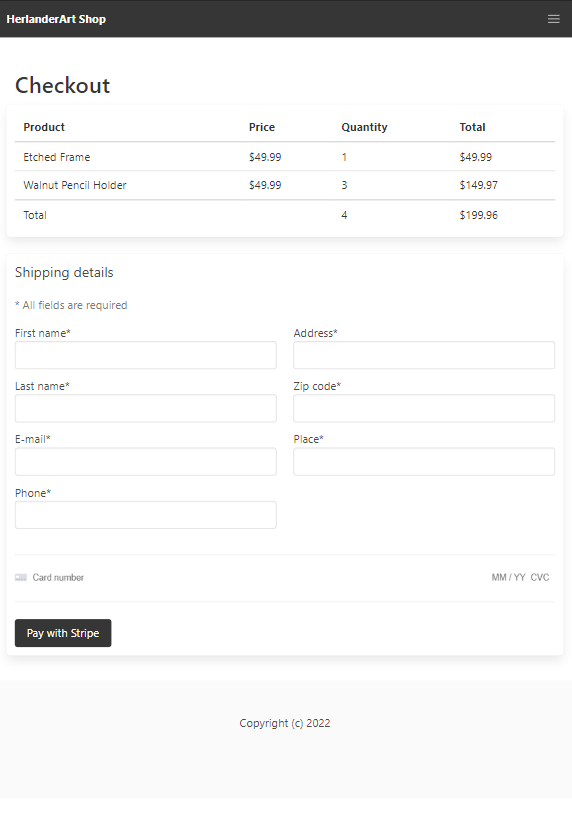 HerlanderArt Shop
Checkout
Product Price Quantity Total
Etched Frame $49.99 1 $49.99
Walnut Pencil Holder $49.99 3 $149.97
Total 4 $199.96
Shipping details
* All fields are required
First name* Address*
Last name* Zip code*
E-mail* Place*
Phone*
Card number MM / YY CVC
Pay with Stripe
Copyright (c) 2022